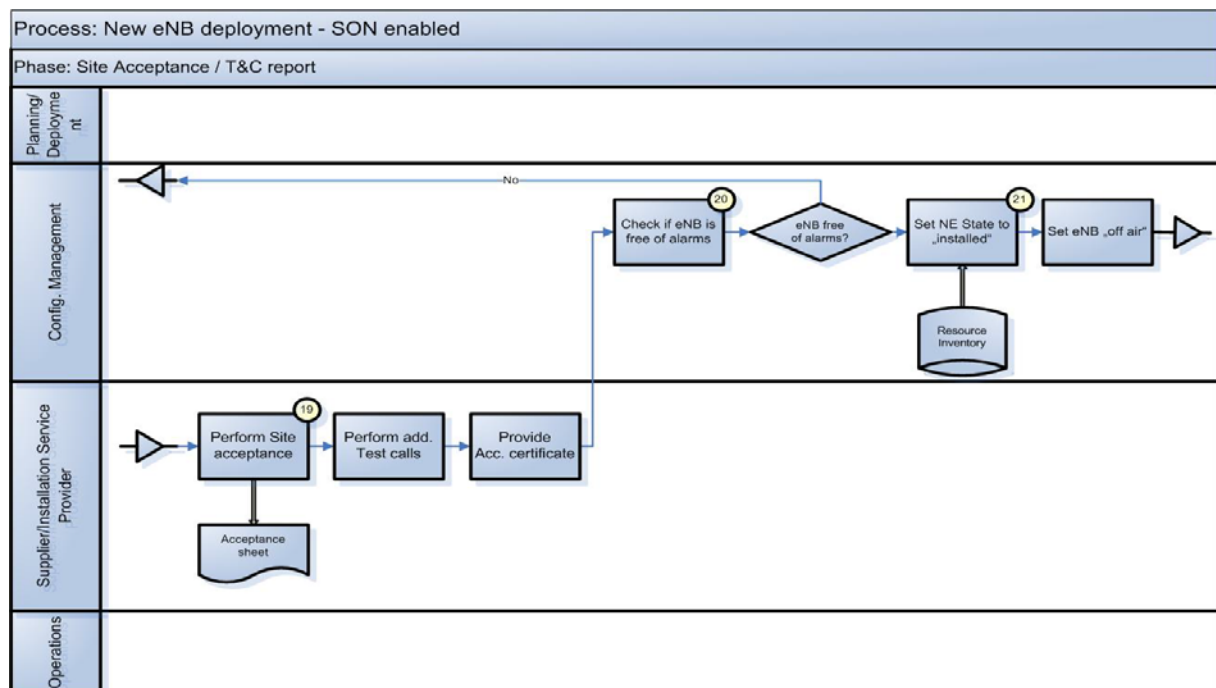 Process: New eNB deployment - SON enabled
Phase: Site Acceptance / T&C report
Planning/
Deployme
nt
Config. Management
No
20
Check if eNB is
free of alarms
eNB free
of alarms?
21
Set NE State to
„installed“
Set eNB „off air“
Resource
Inventory
Supplier/Installation Service
Provider
19
Perform Site
acceptance
Perform add.
Test calls
Provide
Acc. certificate
Acceptance
sheet
Operations